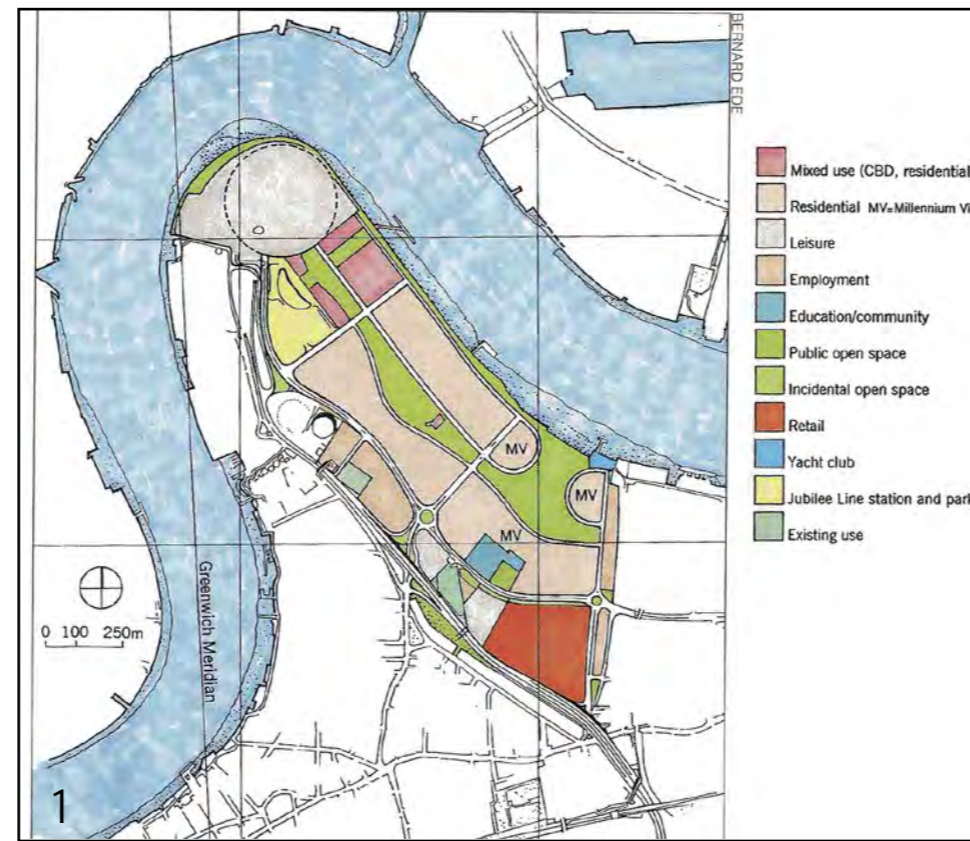 BERNARD EDE
Mixed use (CBD, residential
Residential MV=Millennium Vi
Leisure
Employment
Education/community
Public open space
Incidental open space
Retail
Yacht club
Jubilee Line station and park
Existing use
MV
MV
MV
Greenwich Meridian
0 100 250m
1